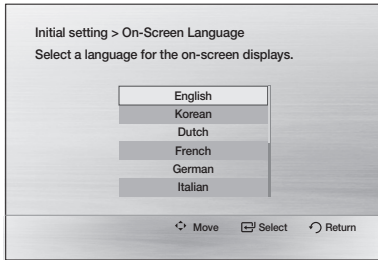 Initial setting > On-Screen Language
Select a language for the on-screen displays.
English
Korean
Dutch
French
German
Italian
Move Select Return